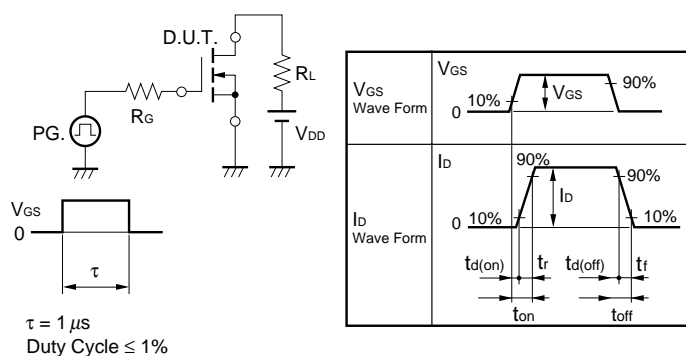 D.U.T.
RL
RG
PG.
VDD
VGS
0
τ
τ = 1 μs
Duty Cycle ≤ 1%
VGS
Wave Form
VGS
10%
0
VGS
90%
ID
Wave Form
ID
90%
90%
0
10%
ID
10%
td(on)
tr
td(off)
tf
ton
toff